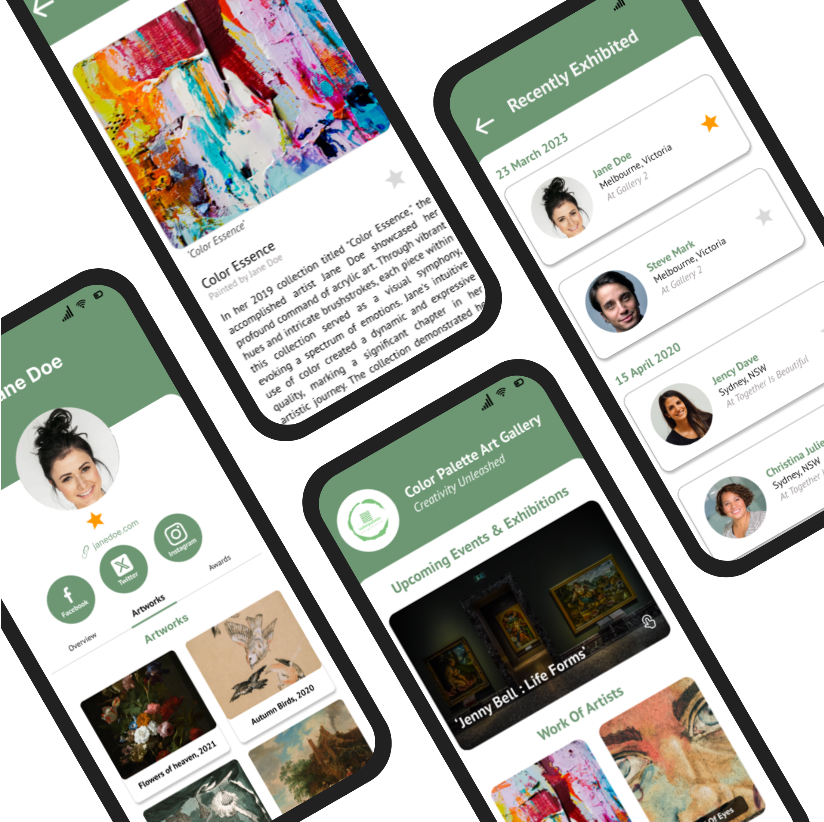 'Color Essence'
Color Essence
Painted by Jane Doe
In her 2019 collection titled "Color Essence," the
accomplished artist Jane Doe showcased her
profound command of acrylic art. Through vibrant
hues and intricate brushstrokes, each piece within
this collection served as a visual symphony,
evoking a spectrum of emotions. Jane's intuitive
use of color created a dynamic and expressive
quality, marking a significant chapter in her
artistic journey. The collection demonstrated
Recently Exhibited
23 March 2023
Jane Doe
Melbourne, Victoria
At Gallery 2
Steve Mark
Melbourne, Victoria
At Gallery 2
15 April 2020
Jency Dave
Sydney, NSW
At Together Is Beautiful
Christina Julie
Sydney, NSW
At Together
ane Doe
janedoe.com
Facebook
Twitter
Instagram
Overview
Artworks
Awards
Artworks
Flowers of heaven, 2021
Autumn Birds, 2020
Color Palette Art Gallery
Creativity Unleashed
Upcoming Events & Exhibitions
'Jenny Bell : Life Forms'
Work Of Artists
Of Eyes